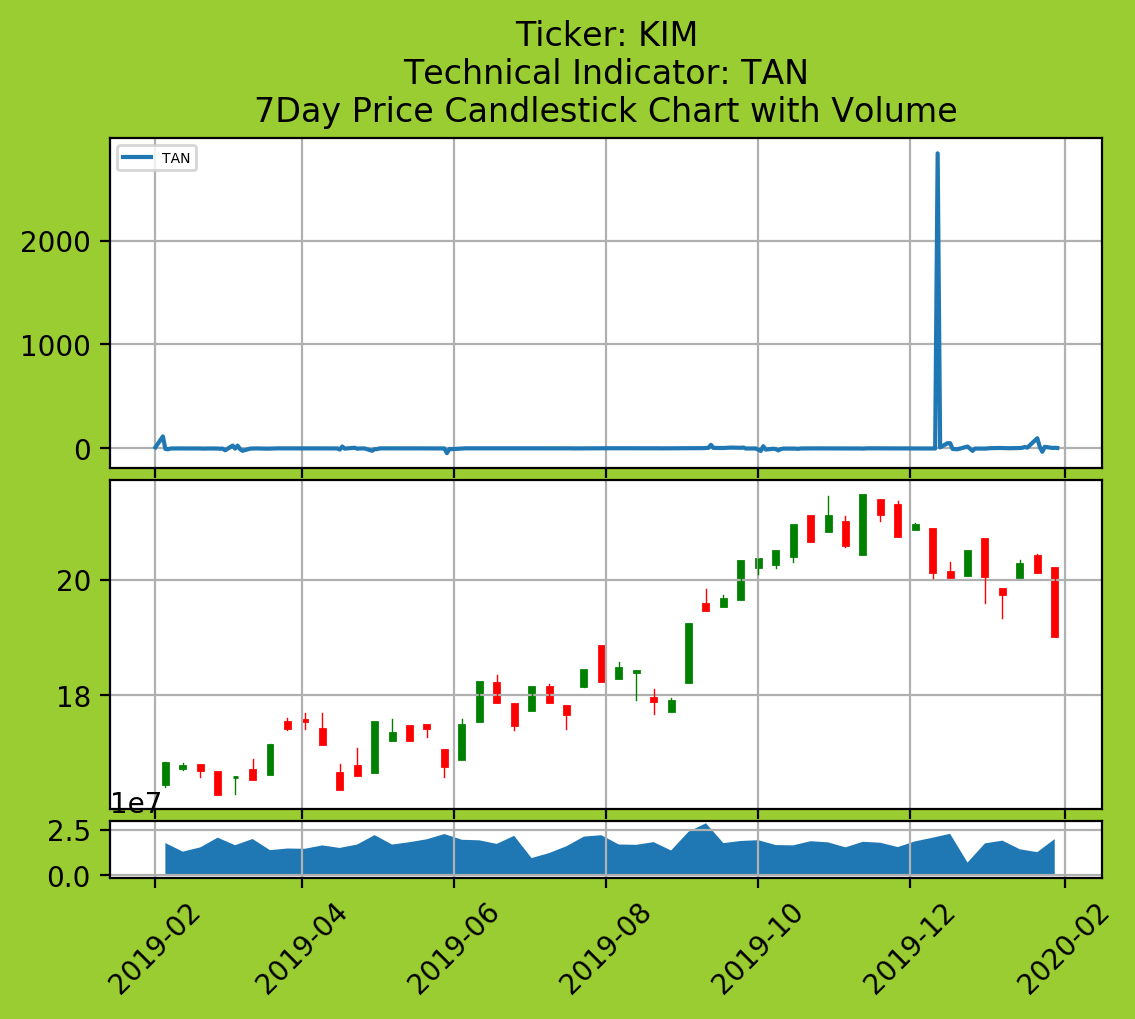 Ticker: KIM
Technical Indicator: TAN
7Day Price Candlestick Chart with Volume
TAN
2000
1000
0
20
18
1e7
2.5
0.0
2019-02
2019-04
2019-06
2019-08
2019-10
2019-12
2020-02